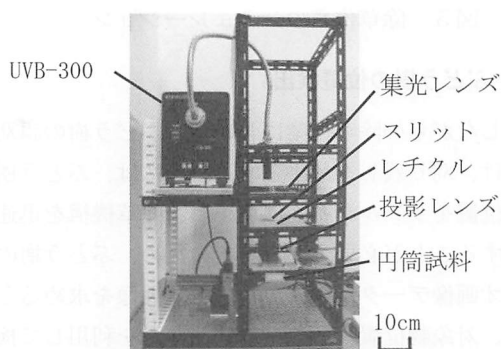 UVB-300
集光レンズ
スリット
レチクル
投影レンズ
円筒試料
10cm